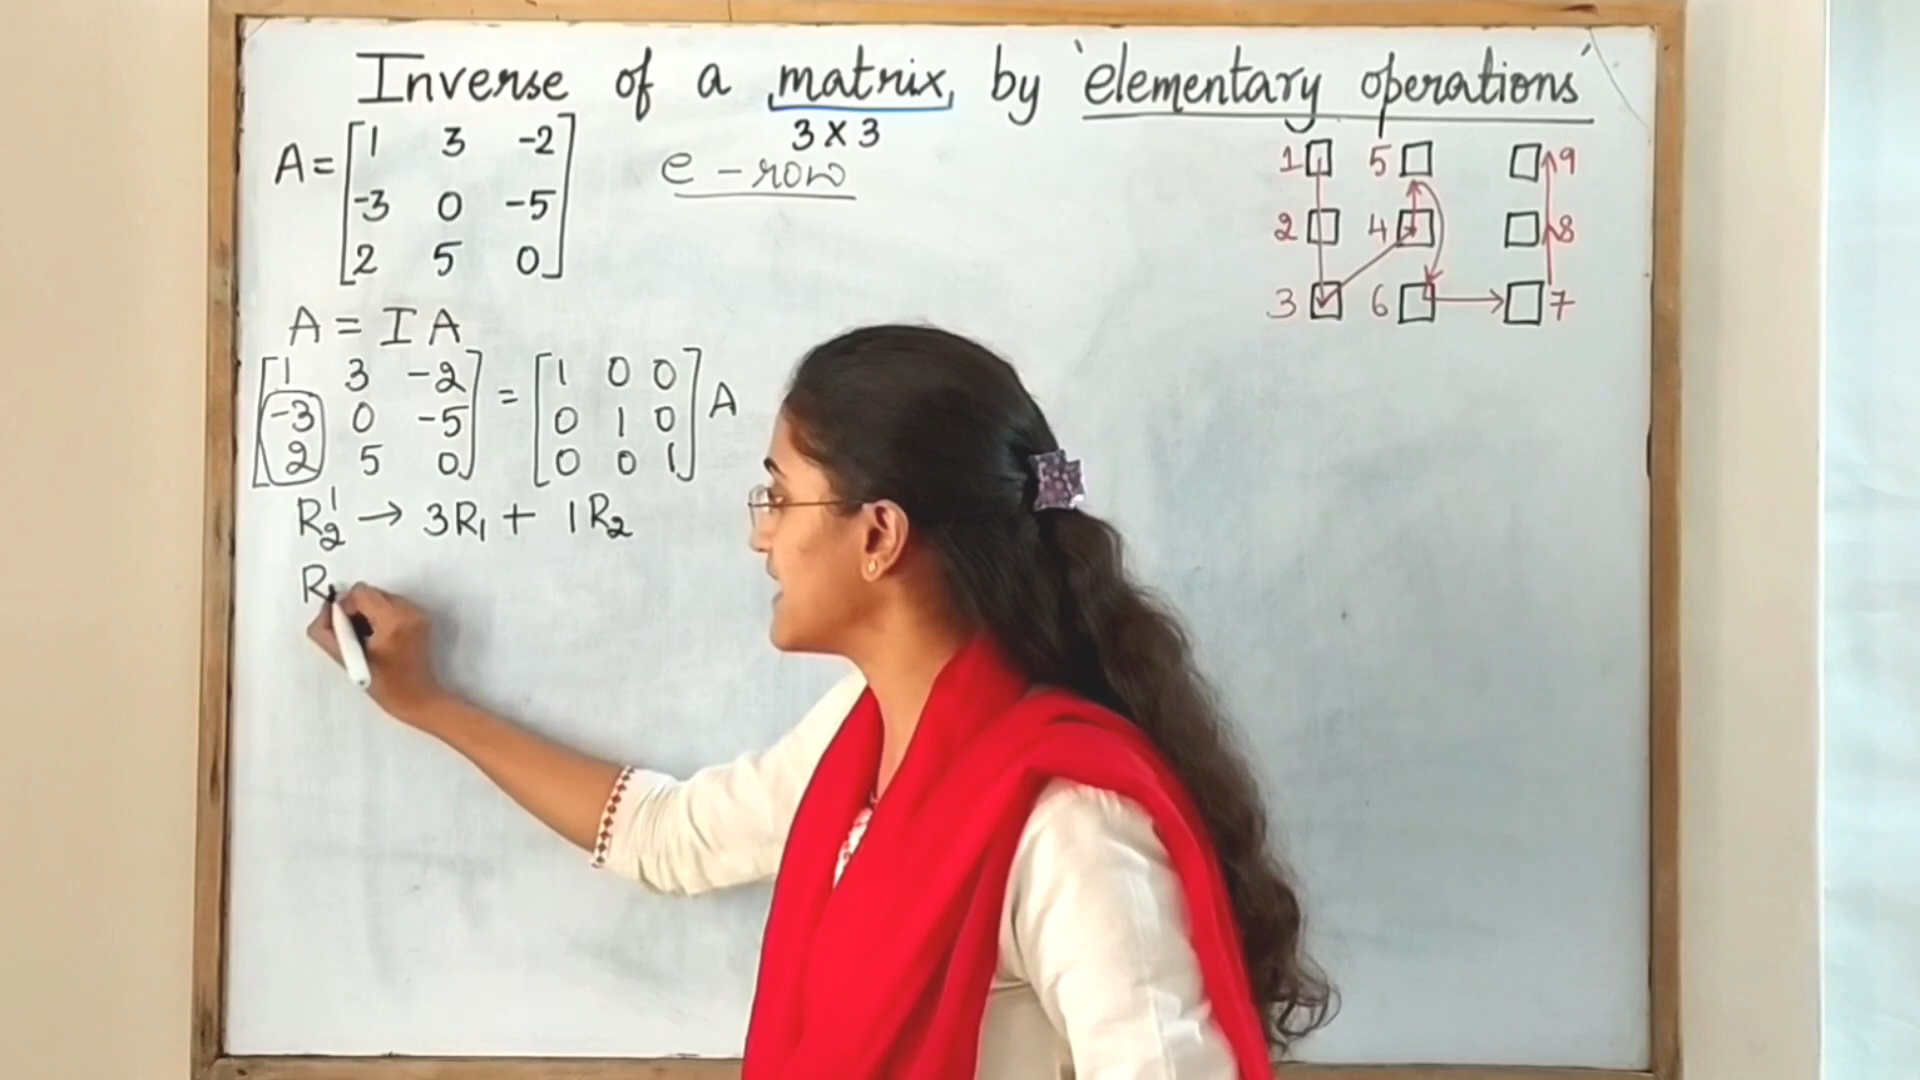 Inverse of a matrix by 'elementary operations'
3 X 3
A = [1 3 -2
-3 0 -5
2 5 0]
e - row
1 5 9
2 4 8
3 6 7
A = I A
[1 3 -2 = [1 0 0 A
-3 0 -5 0 1 0
2 5 0] 0 0 1]
R₂' → 3R₁ + 1R₂
R